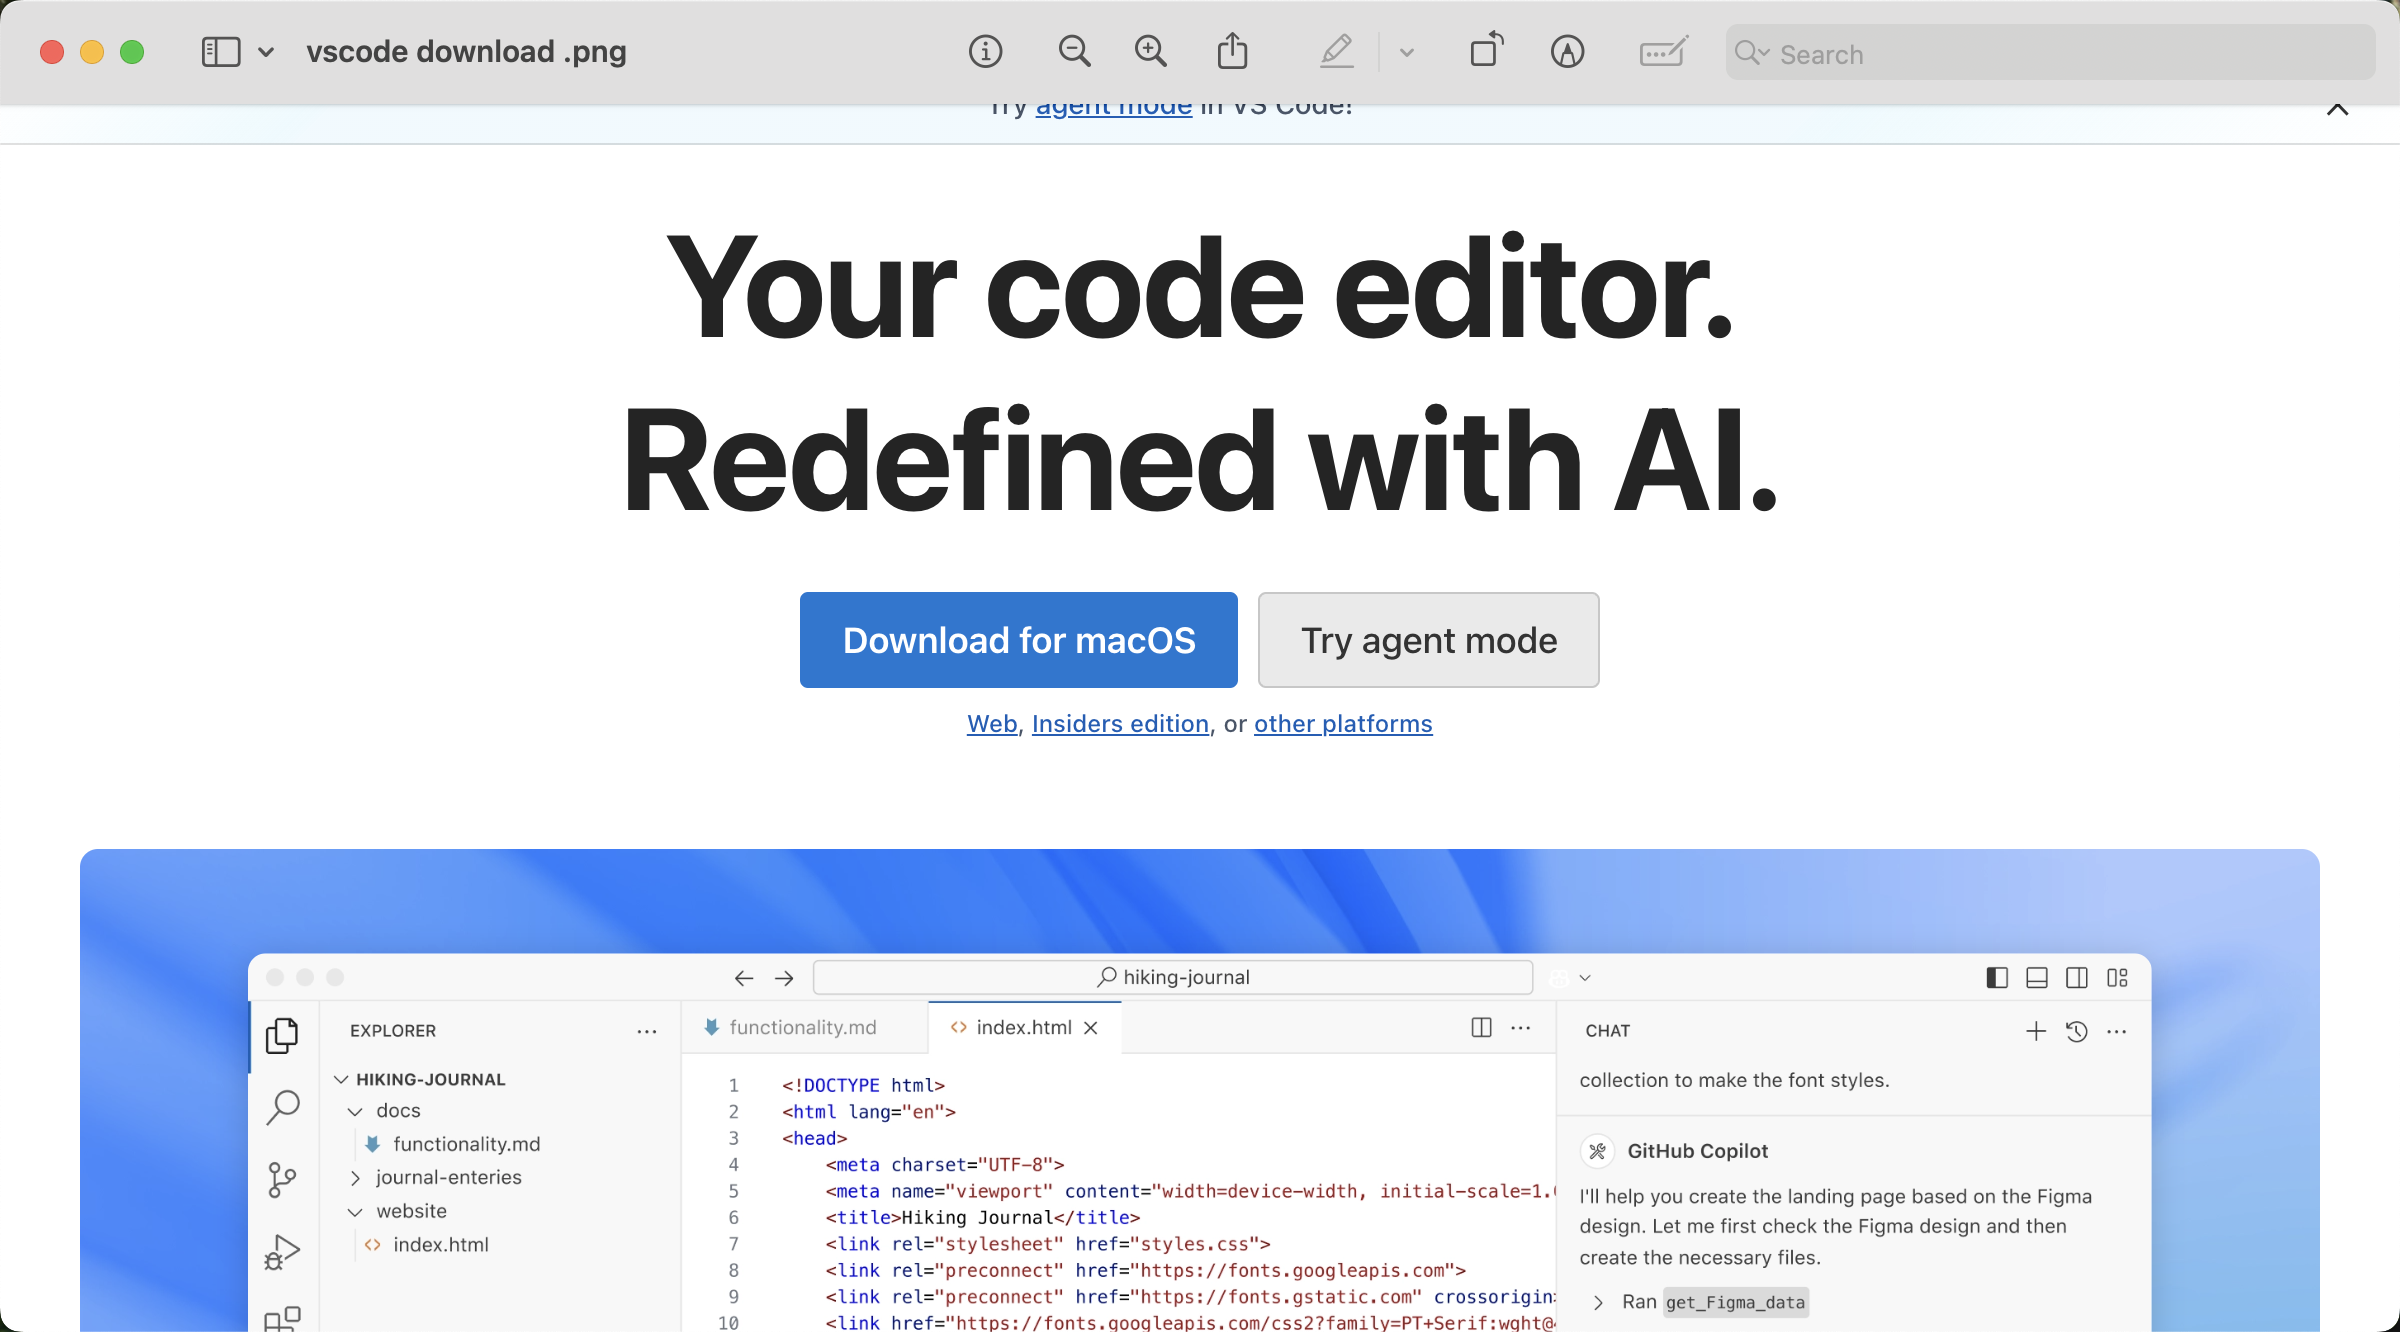 vscode download .png
Search
Try agent mode in VS Code!
Your code editor.
Redefined with AI.
Download for macOS
Try agent mode
Web, Insiders edition, or other platforms
hiking-journal
EXPLORER
HIKING-JOURNAL
docs
functionality.md
journal-enteries
website
index.html
functionality.md
index.html
1 <!DOCTYPE html>
2 <html lang="en">
3 <head>
4 <meta charset="UTF-8">
5 <meta name="viewport" content="width=device-width, initial-scale=1.
6 <title>Hiking Journal</title>
7 <link rel="stylesheet" href="styles.css">
8 <link rel="preconnect" href="https://fonts.googleapis.com">
9 <link rel="preconnect" href="https://fonts.gstatic.com" crossorigin>
10 <link href="https://fonts.googleapis.com/css2?family=PT+Serif:wght@
CHAT
collection to make the font styles.
GitHub Copilot
I'll help you create the landing page based on the Figma
design. Let me first check the Figma design and then
create the necessary files.
Ran get_Figma_data